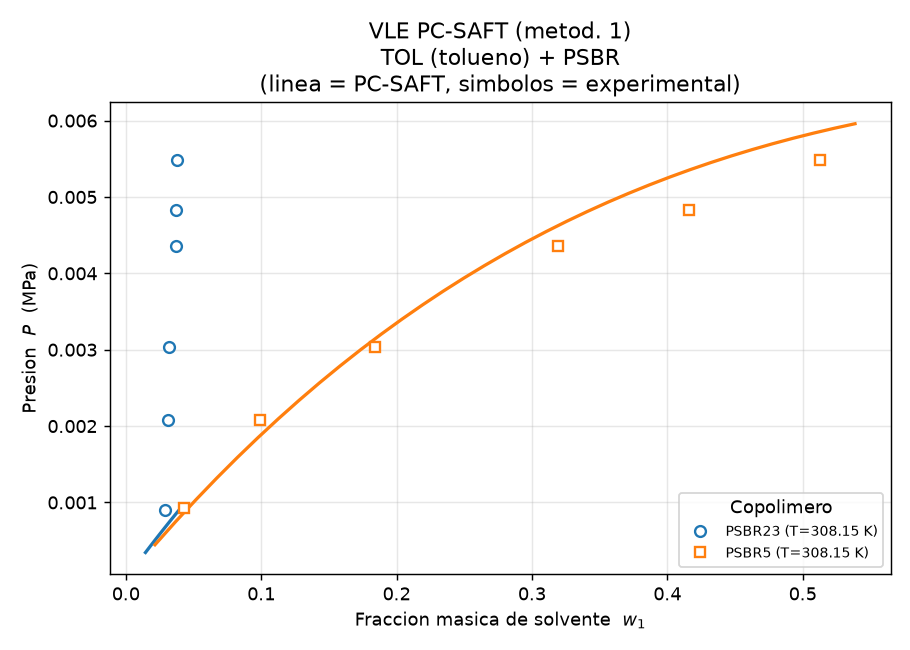 VLE PC-SAFT (metod. 1)
TOL (tolueno) + PSBR
(linea = PC-SAFT, simbolos = experimental)
Presion P (MPa)
0.006
0.005
0.004
0.003
0.002
0.001
0.0 0.1 0.2 0.3 0.4 0.5
Fraccion masica de solvente w₁
Copolimero
PSBR23 (T=308.15 K)
PSBR5 (T=308.15 K)